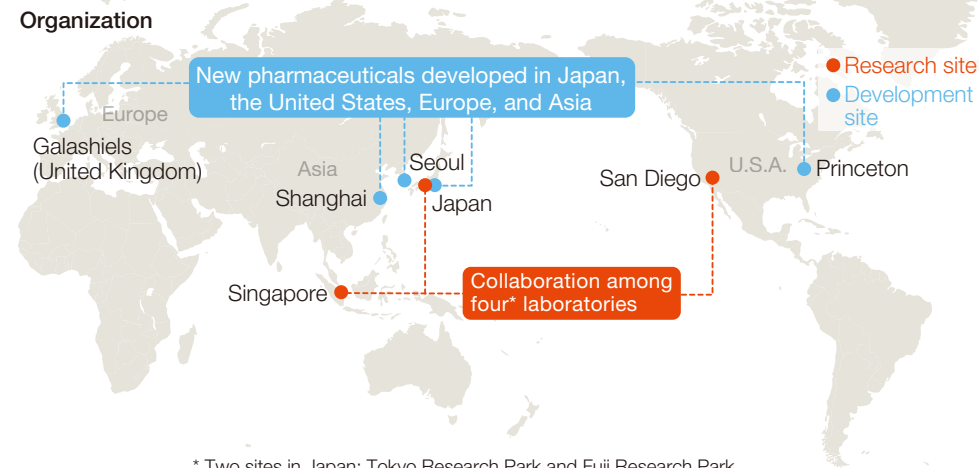 Organization
New pharmaceuticals developed in Japan,
the United States, Europe, and Asia
Research site
Development
site
Europe
Galashiels
(United Kingdom)
Asia
Seoul
Shanghai
Japan
San Diego
U.S.A.
Princeton
Singapore
Collaboration among
four* laboratories
* Two sites in Japan: Tokyo Research Park and Fuji Research Park